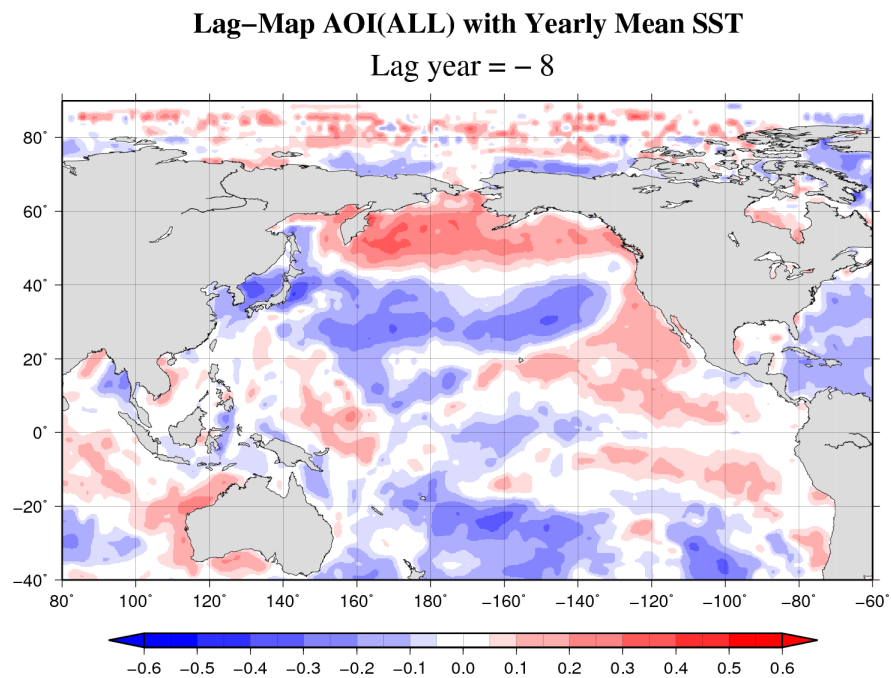 Lag−Map AOI(ALL) with Yearly Mean SST
Lag year = − 8
80˚
60˚
40˚
20˚
0˚
−20˚
−40˚
80 100 120 140 160 180 −160 −140 −120 −100 −80 −60˚
−0.6 −0.5 −0.4 −0.3 −0.2 −0.1 0.0 0.1 0.2 0.3 0.4 0.5 0.6